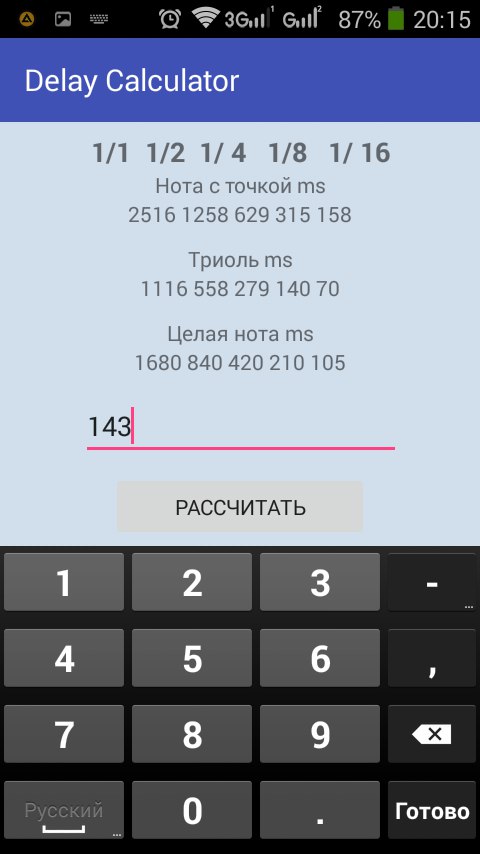 3G 1 G 2 87% 20:15
Delay Calculator
1/1 1/2 1/ 4 1/8 1/ 16
Нота с точкой ms
2516 1258 629 315 158
Триоль ms
1116 558 279 140 70
Целая нота ms
1680 840 420 210 105
143
РАССЧИТАТЬ
1 2 3 -
4 5 6 ,
7 8 9
Русский 0 . Готово